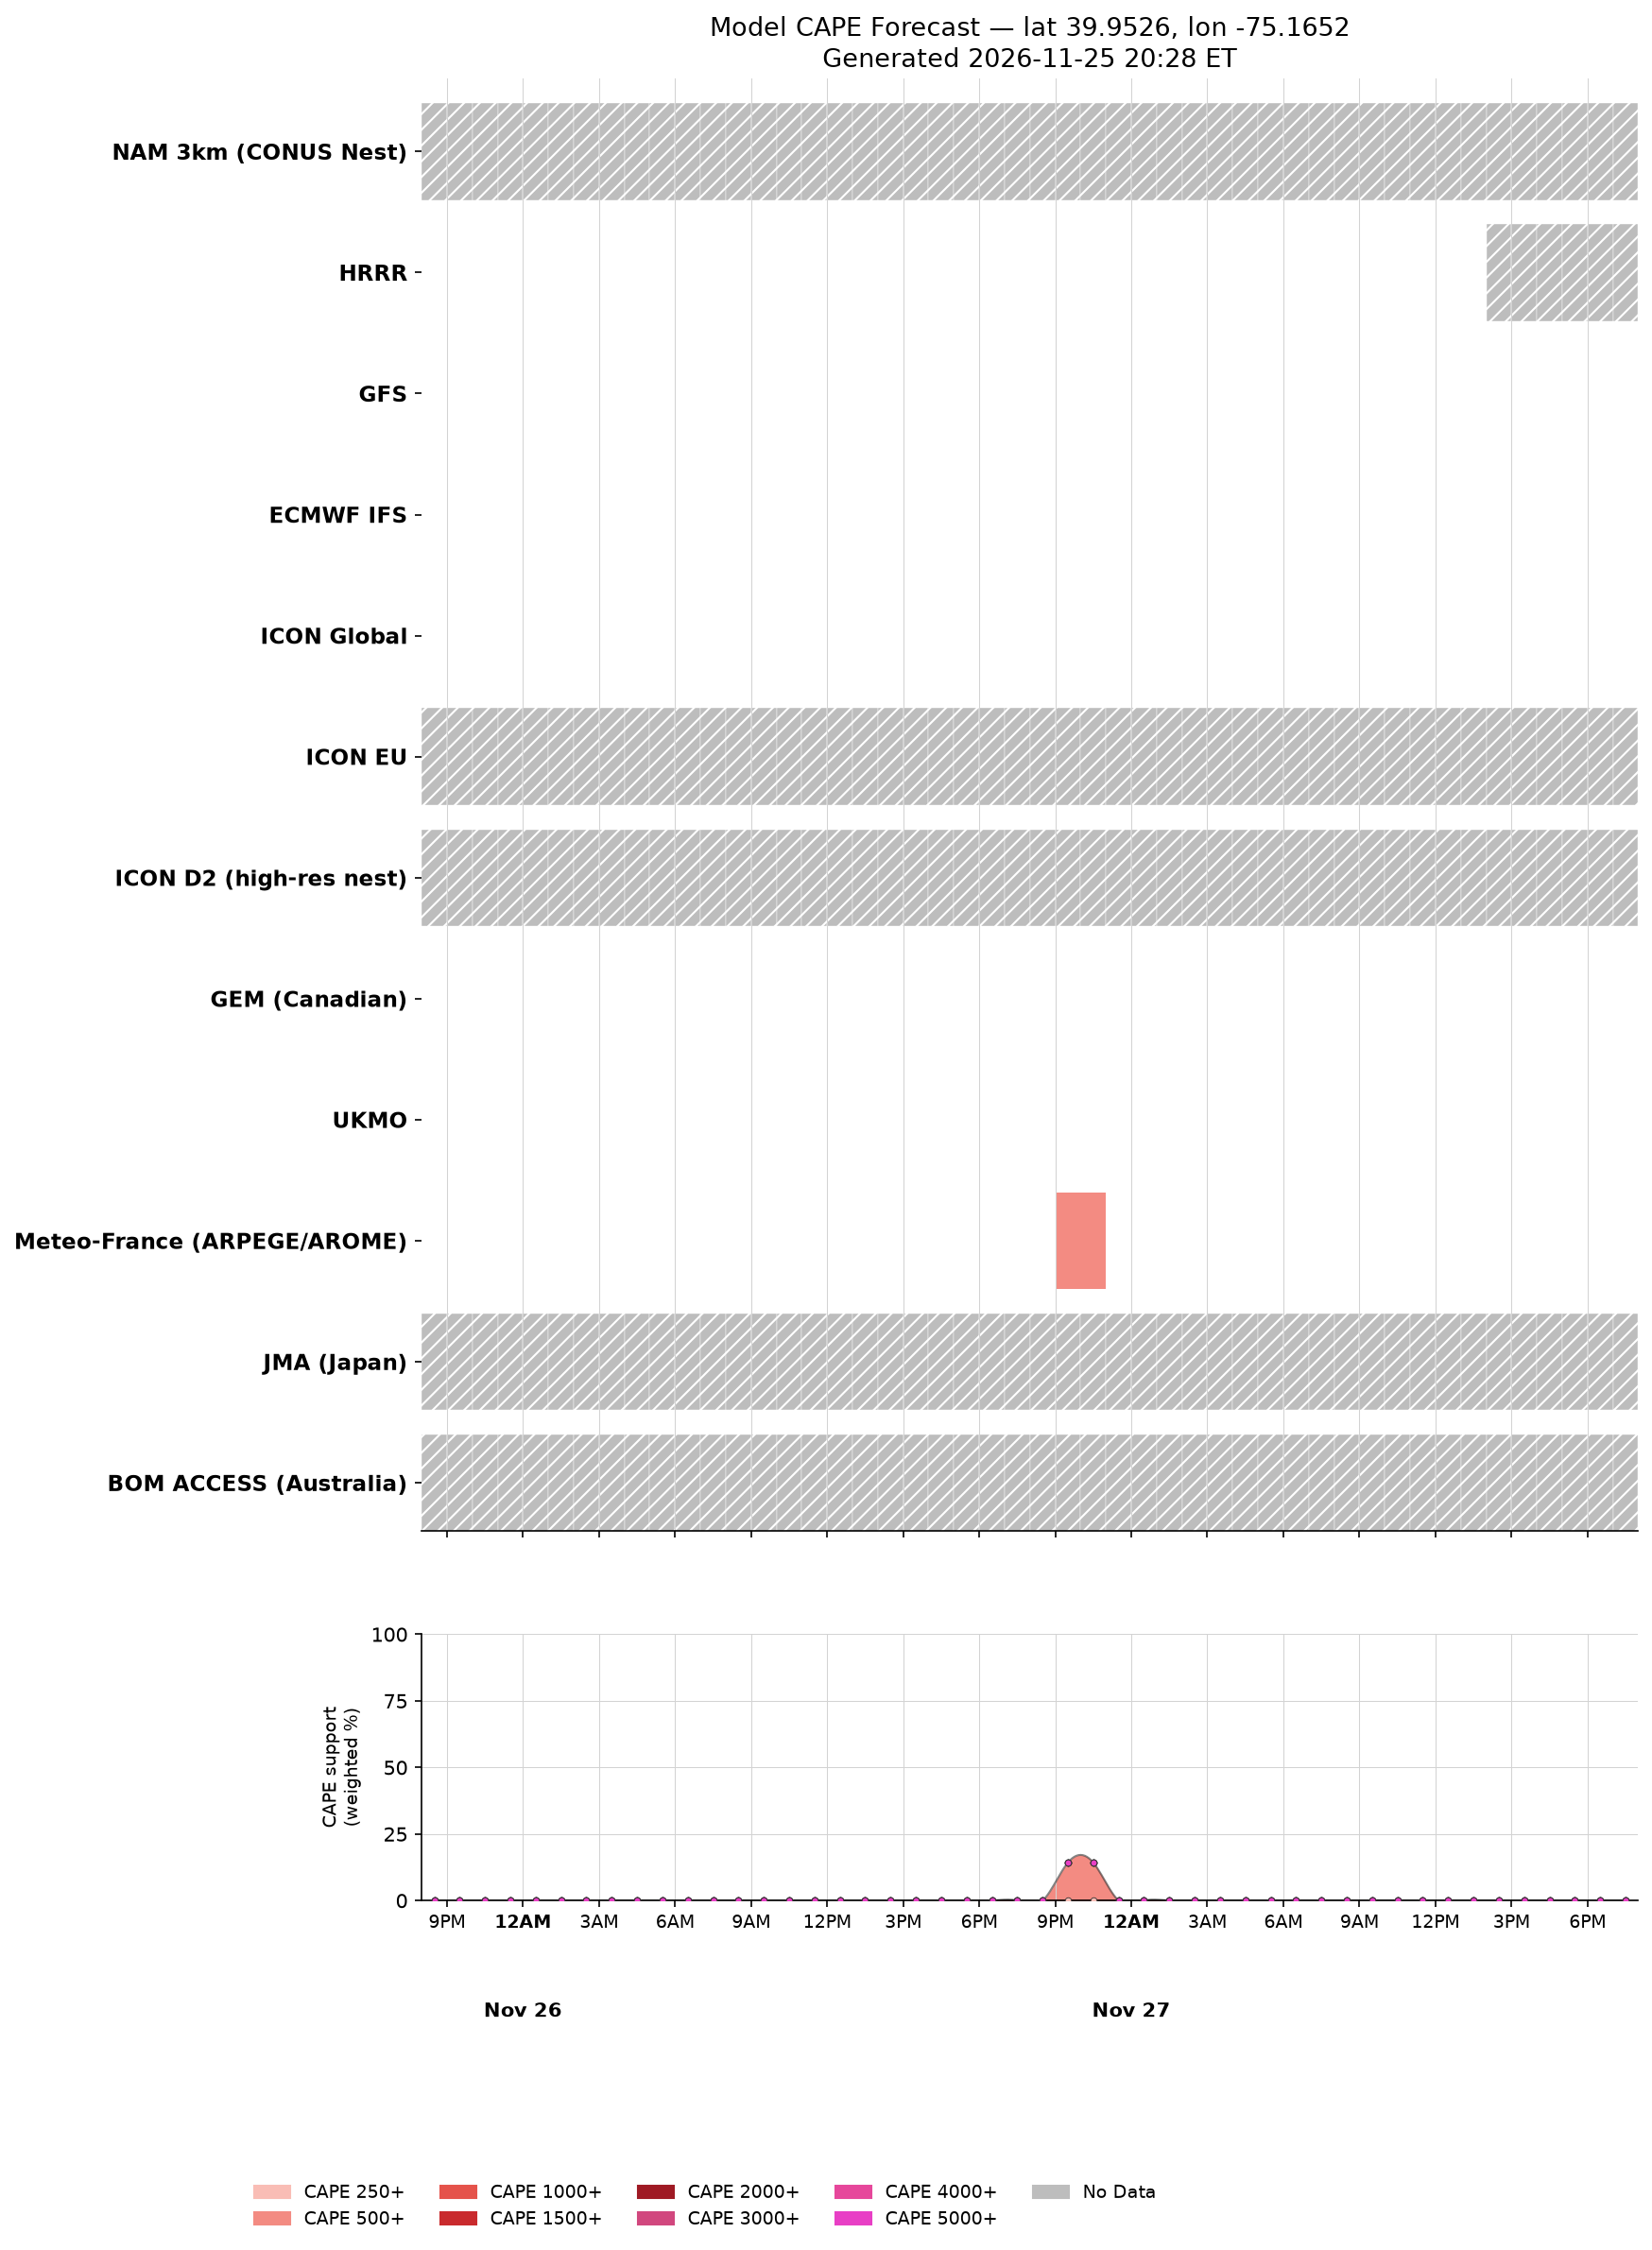 Model CAPE Forecast — lat 39.9526, lon -75.1652
Generated 2026-11-25 20:28 ET
NAM 3km (CONUS Nest)
HRRR
GFS
ECMWF IFS
ICON Global
ICON EU
ICON D2 (high-res nest)
GEM (Canadian)
UKMO
Meteo-France (ARPEGE/AROME)
JMA (Japan)
BOM ACCESS (Australia)
CAPE support
(weighted %)
100
75
50
25
0
9PM 12AM 3AM 6AM 9AM 12PM 3PM 6PM 9PM 12AM 3AM 6AM 9AM 12PM 3PM 6PM
Nov 26 Nov 27
CAPE 250+ CAPE 1000+ CAPE 2000+ CAPE 4000+ No Data
CAPE 500+ CAPE 1500+ CAPE 3000+ CAPE 5000+